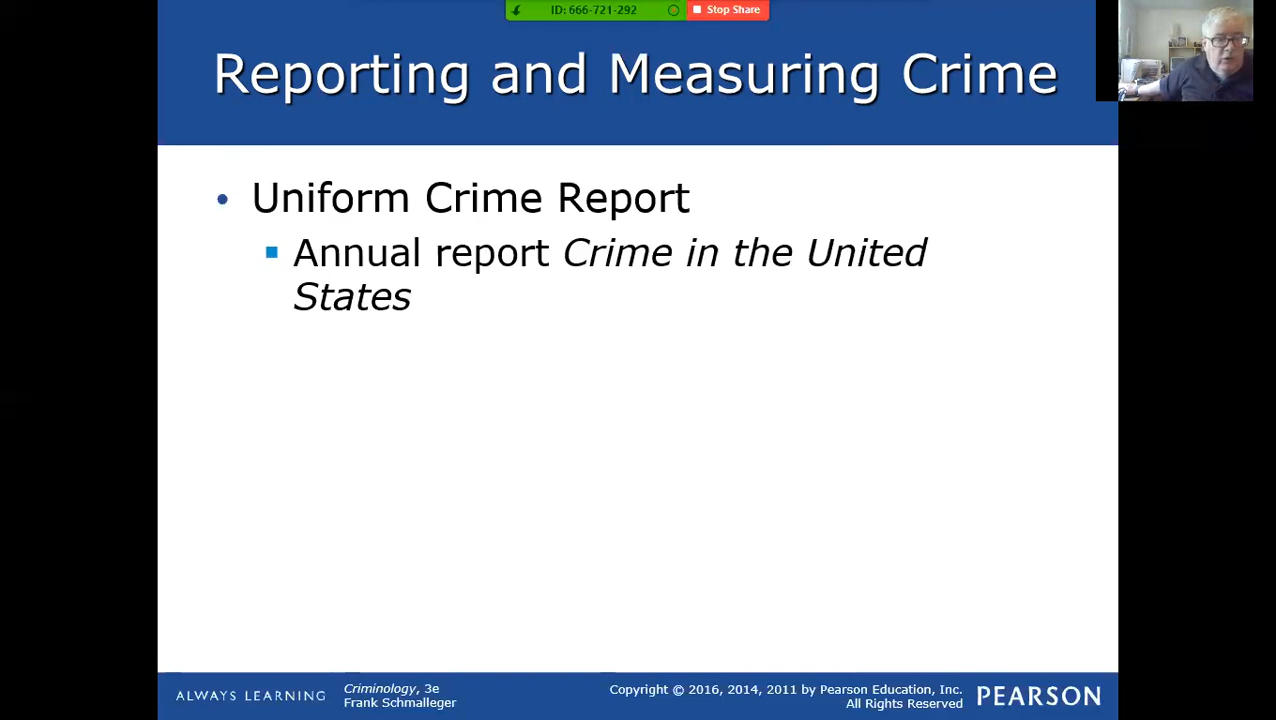 ID: 666-721-292
Stop Share
Reporting and Measuring Crime
• Uniform Crime Report
▪ Annual report Crime in the United
States
ALWAYS LEARNING
Criminology, 3e
Frank Schmalleger
Copyright © 2016, 2014, 2011 by Pearson Education, Inc.
All Rights Reserved
PEARSON